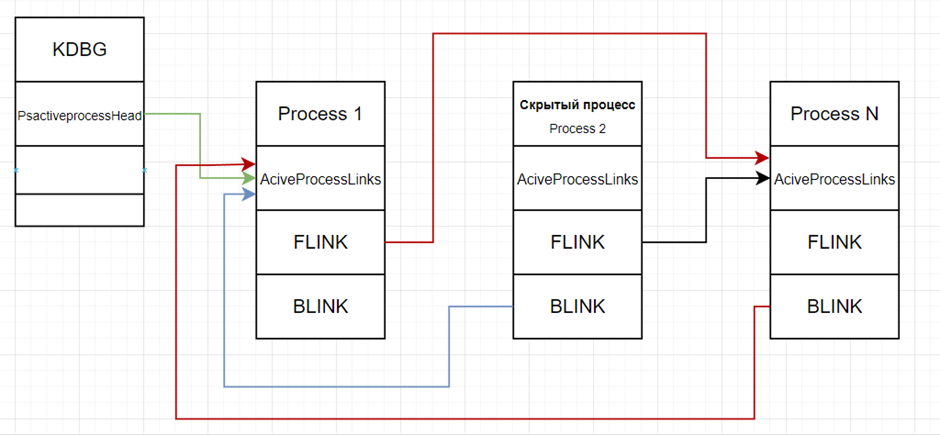 KDBG
PsactiveprocessHead
Process 1
AciveProcessLinks
FLINK
BLINK
Скрытый процесс
Process 2
AciveProcessLinks
FLINK
BLINK
Process N
AciveProcessLinks
FLINK
BLINK